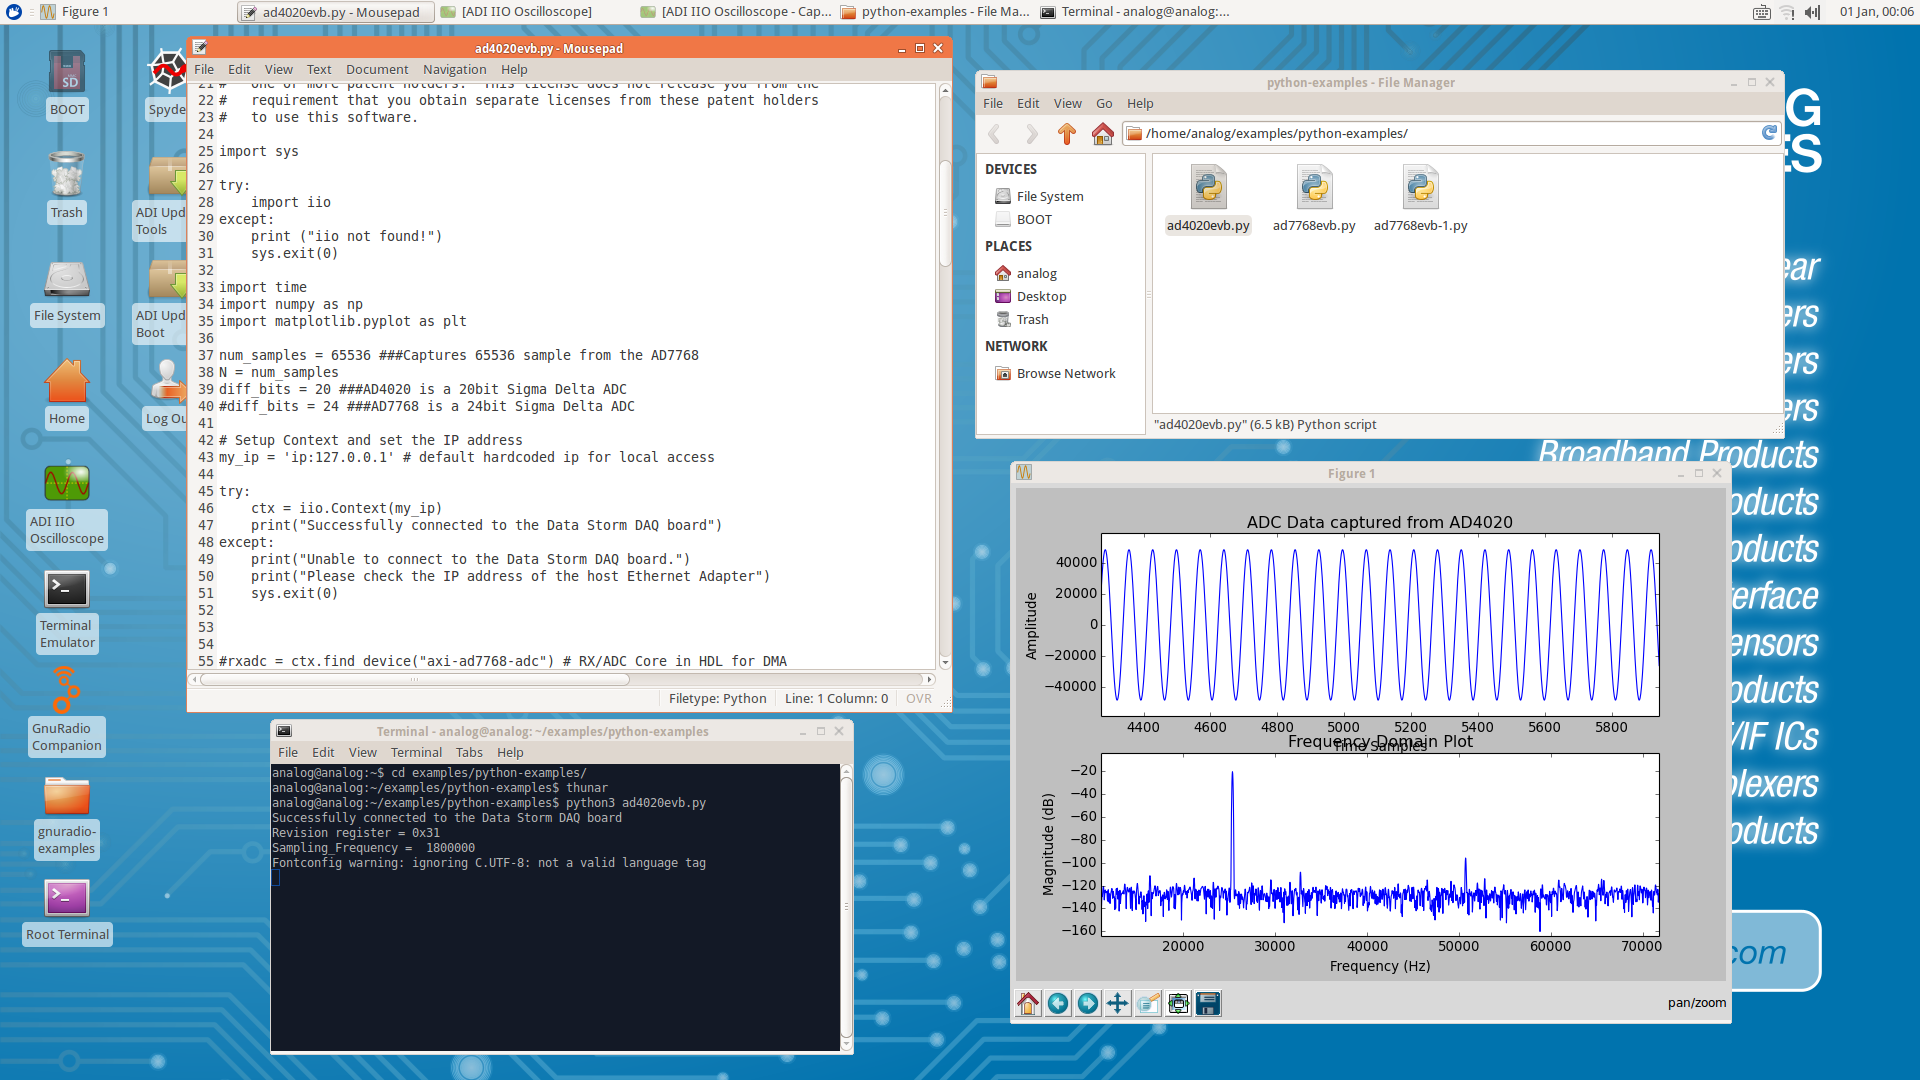 Figure 1
ad4020evb.py - Mousepad
[ADI IIO Oscilloscope]
[ADI IIO Oscilloscope - Cap...
python-examples - File Ma...
Terminal - analog@analog:...
01 Jan, 00:06
BOOT
Trash
File System
Home
ADI IIO
Oscilloscope
Terminal
Emulator
GnuRadio
Companion
gnuradio-
examples
Root Terminal
Spyde
ADI Upd
Tools
ADI Upd
Boot
Log Ou
ad4020evb.py - Mousepad
File Edit View Text Document Navigation Help
21 #   one or more patent holders.  This license does not release you from the
22 #   requirement that you obtain separate licenses from these patent holders
23 #   to use this software.
24
25 import sys
26
27 try:
28     import iio
29 except:
30     print ("iio not found!")
31     sys.exit(0)
32
33 import time
34 import numpy as np
35 import matplotlib.pyplot as plt
36
37 num_samples = 65536 ###Captures 65536 sample from the AD7768
38 N = num_samples
39 diff_bits = 20 ###AD4020 is a 20bit Sigma Delta ADC
40 #diff_bits = 24 ###AD7768 is a 24bit Sigma Delta ADC
41
42 # Setup Context and set the IP address
43 my_ip = 'ip:127.0.0.1' # default hardcoded ip for local access
44
45 try:
46     ctx = iio.Context(my_ip)
47     print("Successfully connected to the Data Storm DAQ board")
48 except:
49     print("Unable to connect to the Data Storm DAQ board.")
50     print("Please check the IP address of the host Ethernet Adapter")
51     sys.exit(0)
52
53
54
55 #rxadc = ctx.find_device("axi-ad7768-adc") # RX/ADC Core in HDL for DMA
Filetype: Python Line: 1 Column: 0 OVR
Terminal - analog@analog: ~/examples/python-examples
File Edit View Terminal Tabs Help
analog@analog:~$ cd examples/python-examples/
analog@analog:~/examples/python-examples$ thunar
analog@analog:~/examples/python-examples$ python3 ad4020evb.py
Successfully connected to the Data Storm DAQ board
Revision register = 0x31
Sampling_Frequency =  1800000
Fontconfig warning: ignoring C.UTF-8: not a valid language tag
python-examples - File Manager
File Edit View Go Help
/home/analog/examples/python-examples/
DEVICES
File System
BOOT
PLACES
analog
Desktop
Trash
NETWORK
Browse Network
ad4020evb.py
ad7768evb.py
ad7768evb-1.py
"ad4020evb.py" (6.5 kB) Python script
G
ES
ear
ers
ers
ers
Broadband Products
oducts
oducts
erface
ensors
oducts
/IF ICs
plexers
oducts
com
Figure 1
ADC Data captured from AD4020
Amplitude
40000
20000
0
−20000
−40000
4400 4600 4800 5000 5200 5400 5600 5800
Time Samples
Frequency Domain Plot
Magnitude (dB)
−20
−40
−60
−80
−100
−120
−140
−160
20000 30000 40000 50000 60000 70000
Frequency (Hz)
pan/zoom